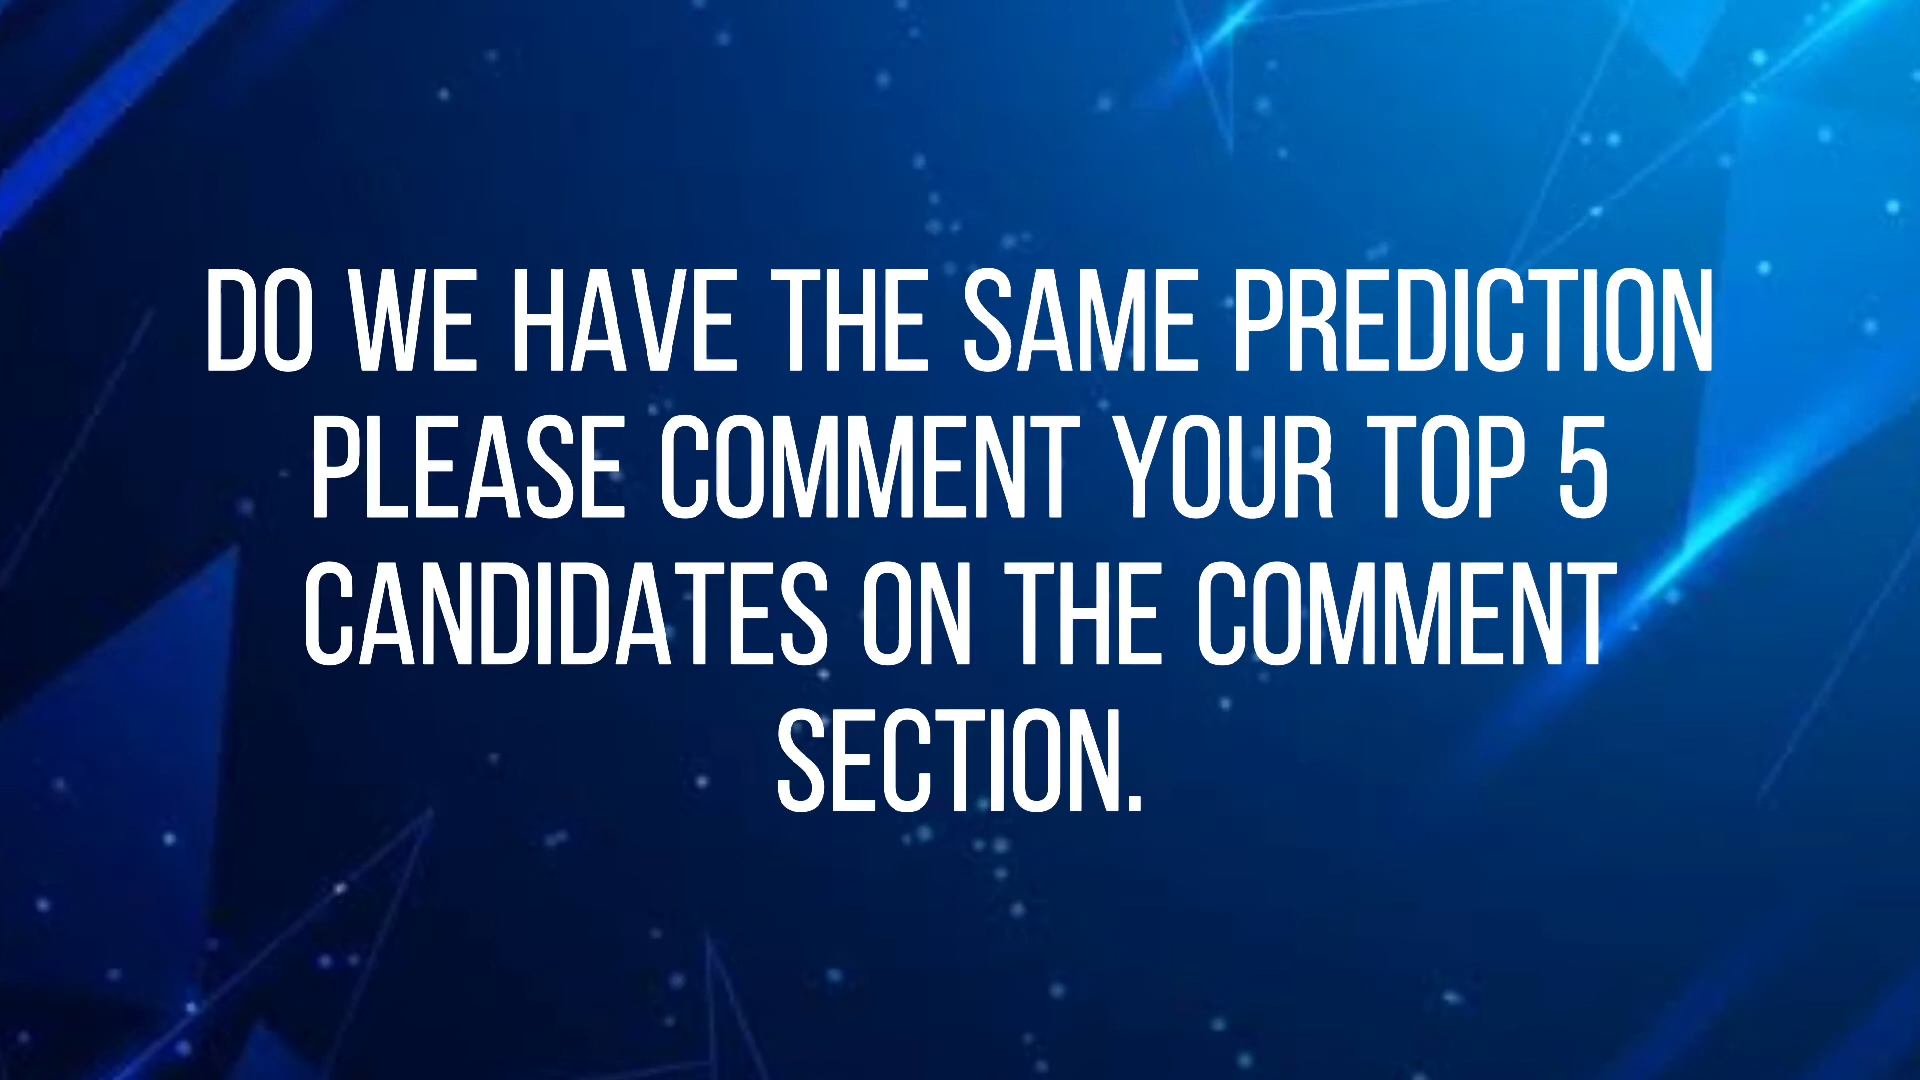 DO WE HAVE THE SAME PREDICTION
PLEASE COMMENT YOUR TOP 5
CANDIDATES ON THE COMMENT
SECTION.